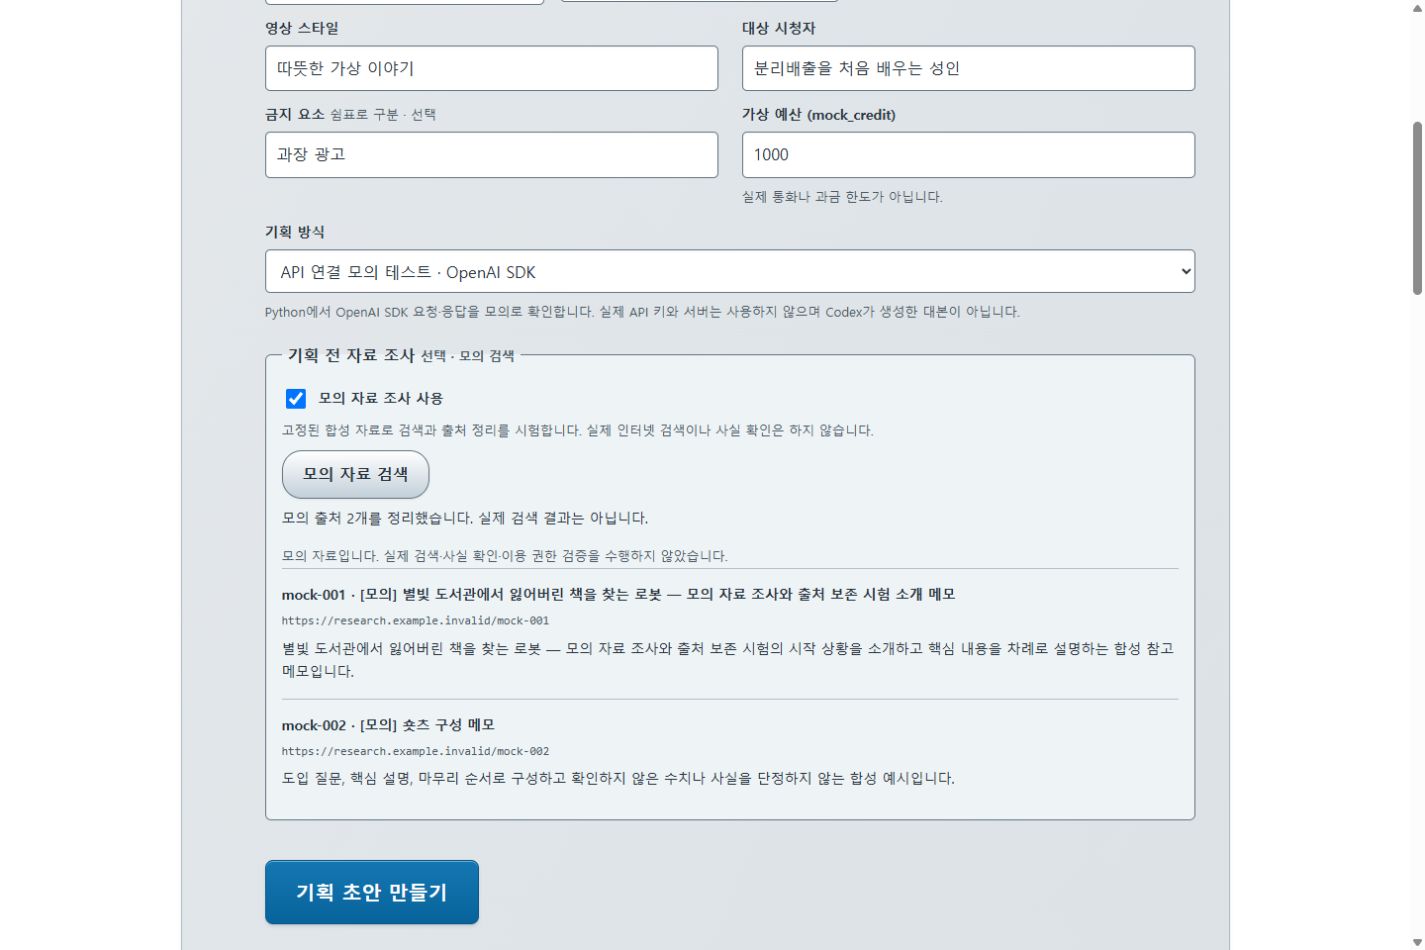 영상 스타일
대상 시청자
따뜻한 가상 이야기
분리배출을 처음 배우는 성인
금지 요소 쉼표로 구분 · 선택
가상 예산 (mock_credit)
과장 광고
1000
실제 통화나 과금 한도가 아닙니다.
기획 방식
API 연결 모의 테스트 · OpenAI SDK
Python에서 OpenAI SDK 요청·응답을 모의로 확인합니다. 실제 API 키와 서버는 사용하지 않으며 Codex가 생성한 대본이 아닙니다.
기획 전 자료 조사 선택 · 모의 검색
모의 자료 조사 사용
고정된 합성 자료로 검색과 출처 정리를 시험합니다. 실제 인터넷 검색이나 사실 확인은 하지 않습니다.
모의 자료 검색
모의 출처 2개를 정리했습니다. 실제 검색 결과는 아닙니다.
모의 자료입니다. 실제 검색·사실 확인·이용 권한 검증을 수행하지 않았습니다.
mock-001 · [모의] 별빛 도서관에서 잃어버린 책을 찾는 로봇 — 모의 자료 조사와 출처 보존 시험 소개 메모
https://research.example.invalid/mock-001
별빛 도서관에서 잃어버린 책을 찾는 로봇 — 모의 자료 조사와 출처 보존 시험의 시작 상황을 소개하고 핵심 내용을 차례로 설명하는 합성 참고
메모입니다.
mock-002 · [모의] 숏츠 구성 메모
https://research.example.invalid/mock-002
도입 질문, 핵심 설명, 마무리 순서로 구성하고 확인하지 않은 수치나 사실을 단정하지 않는 합성 예시입니다.
기획 초안 만들기